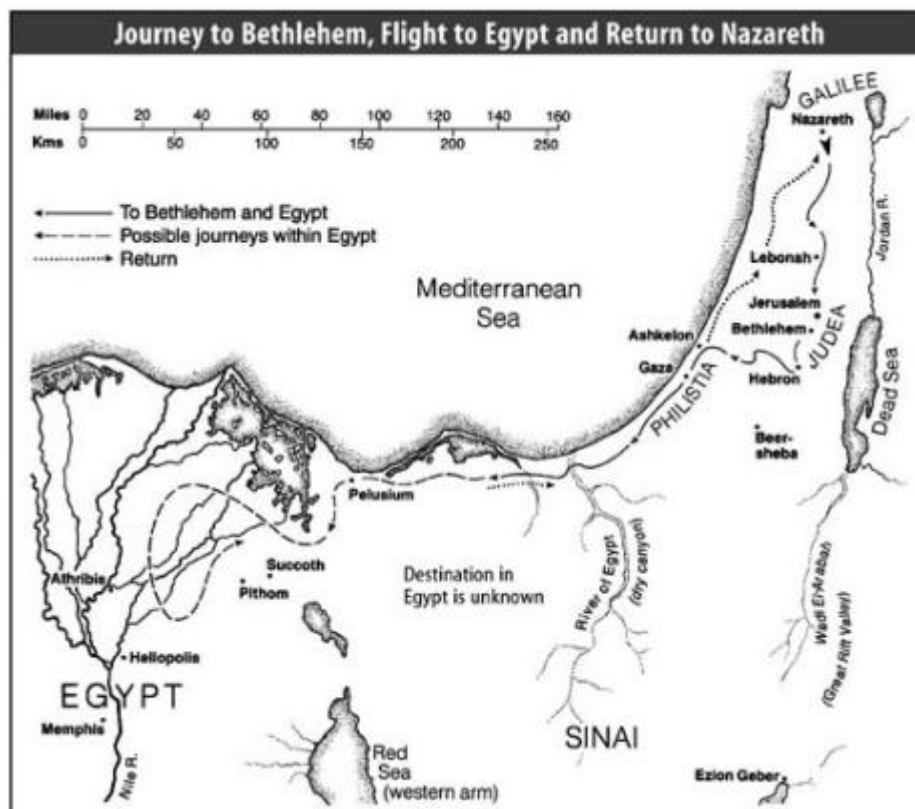 Journey to Bethlehem, Flight to Egypt and Return to Nazareth
Miles 0 20 40 60 80 100 120 140 160
Kms 0 50 100 150 200 250
To Bethlehem and Egypt
Possible journeys within Egypt
Return
GALILEE
Nazareth
Jordan R.
Lebonah
Mediterranean
Sea
Jerusalem
Bethlehem
JUDEA
Ashkelon
Gaza
PHILISTIA
Hebron
Dead Sea
Beer-
sheba
Pelusium
Succoth
Pithom
Athribis
Destination in
Egypt is unknown
River of Egypt
(dry canyon)
Wadi El-Arabah
(Great Rift Valley)
Heliopolis
EGYPT
Memphis
Nile R.
SINAI
Red
Sea
(western arm)
Ezion Geber